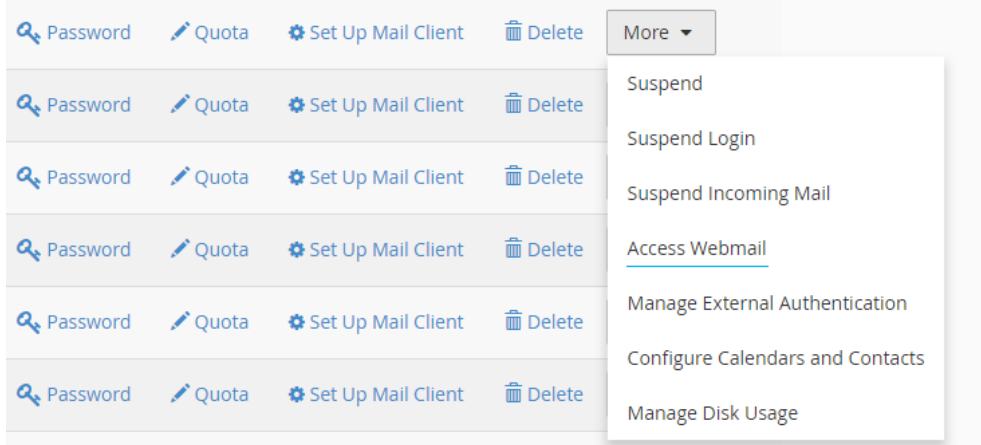 Password Quota Set Up Mail Client Delete More
Suspend
Password Quota Set Up Mail Client Delete
Suspend Login
Password Quota Set Up Mail Client Delete
Suspend Incoming Mail
Password Quota Set Up Mail Client Delete
Access Webmail
Manage External Authentication
Password Quota Set Up Mail Client Delete
Configure Calendars and Contacts
Password Quota Set Up Mail Client Delete
Manage Disk Usage